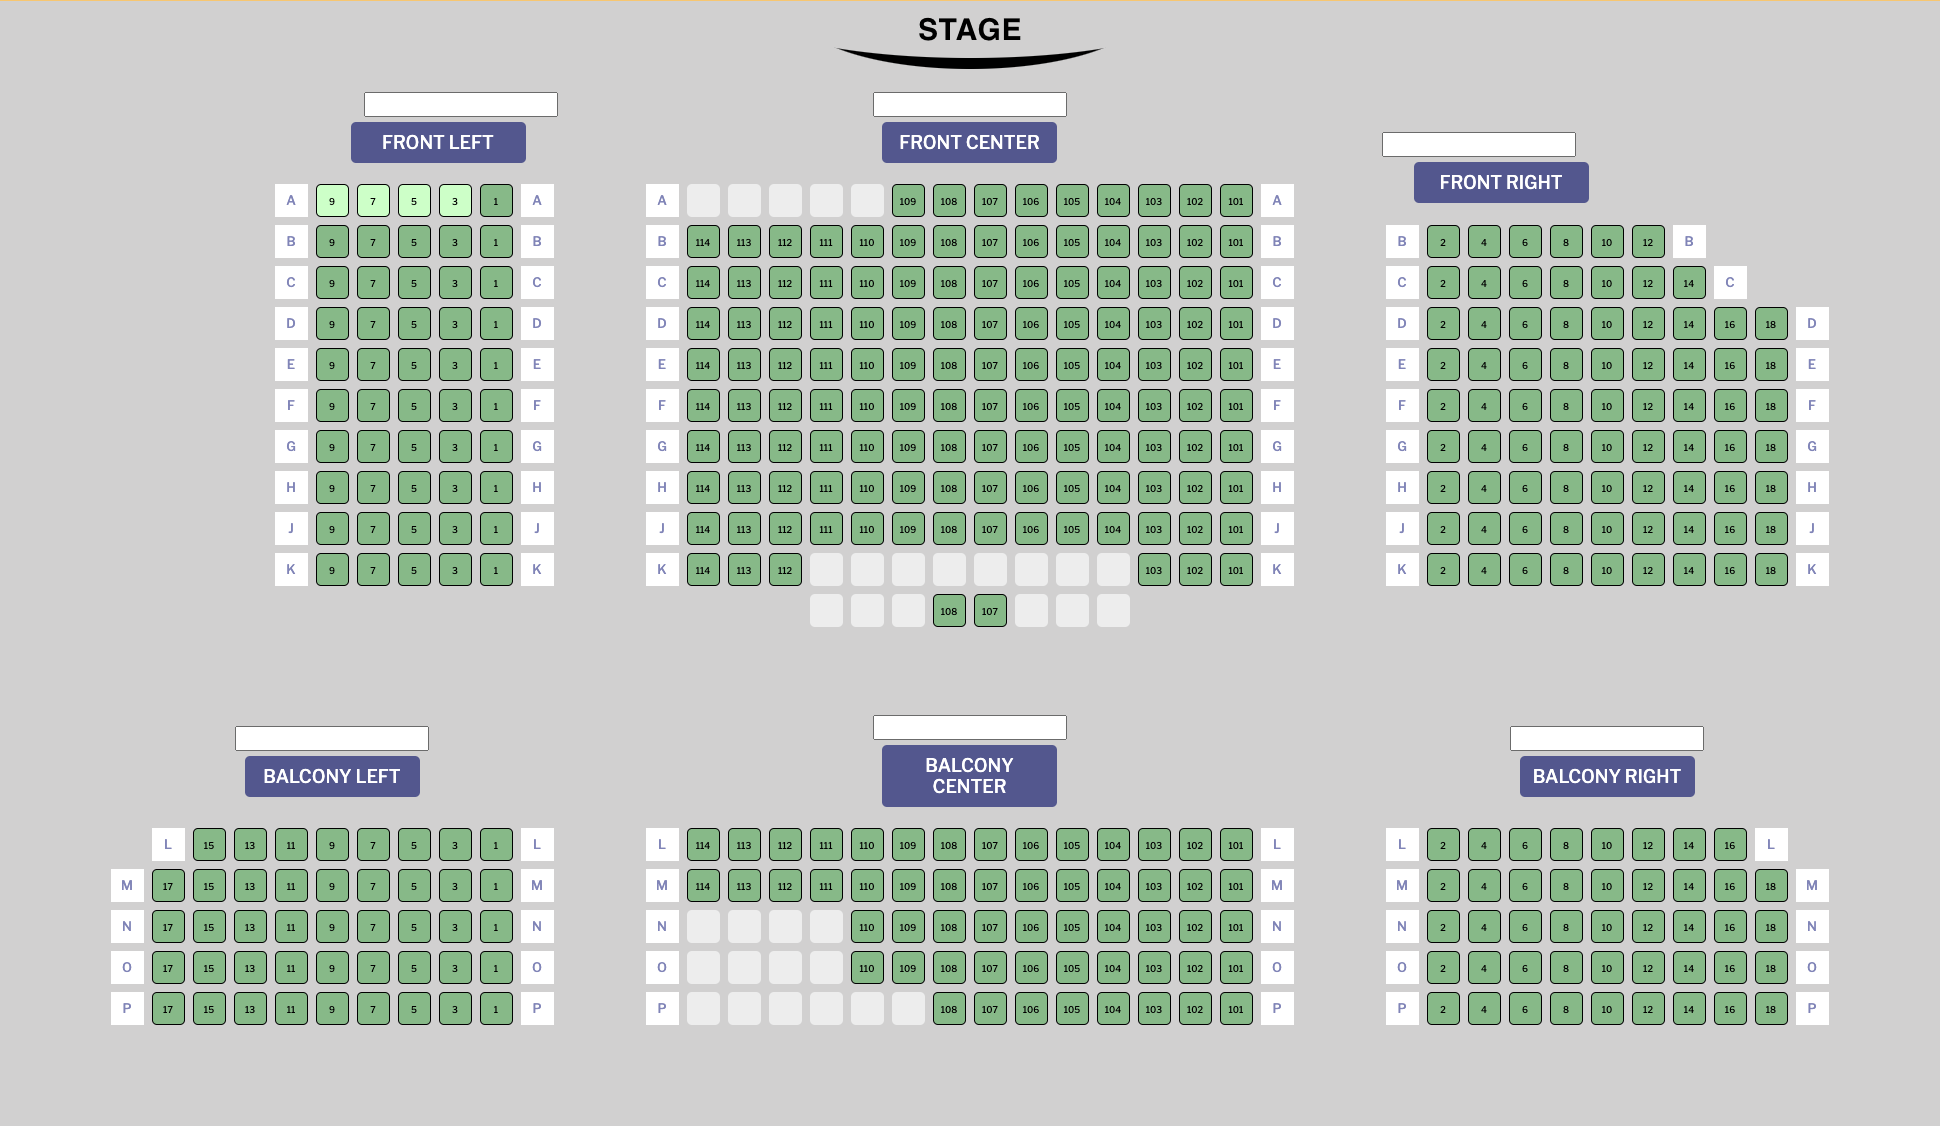 STAGE
FRONT LEFT
FRONT CENTER
FRONT RIGHT
A 9 7 5 3 1 A
B 9 7 5 3 1 B
C 9 7 5 3 1 C
D 9 7 5 3 1 D
E 9 7 5 3 1 E
F 9 7 5 3 1 F
G 9 7 5 3 1 G
H 9 7 5 3 1 H
J 9 7 5 3 1 J
K 9 7 5 3 1 K
A 109 108 107 106 105 104 103 102 101 A
B 114 113 112 111 110 109 108 107 106 105 104 103 102 101 B
C 114 113 112 111 110 109 108 107 106 105 104 103 102 101 C
D 114 113 112 111 110 109 108 107 106 105 104 103 102 101 D
E 114 113 112 111 110 109 108 107 106 105 104 103 102 101 E
F 114 113 112 111 110 109 108 107 106 105 104 103 102 101 F
G 114 113 112 111 110 109 108 107 106 105 104 103 102 101 G
H 114 113 112 111 110 109 108 107 106 105 104 103 102 101 H
J 114 113 112 111 110 109 108 107 106 105 104 103 102 101 J
K 114 113 112 103 102 101 K
108 107
B 2 4 6 8 10 12 B
C 2 4 6 8 10 12 14 C
D 2 4 6 8 10 12 14 16 18 D
E 2 4 6 8 10 12 14 16 18 E
F 2 4 6 8 10 12 14 16 18 F
G 2 4 6 8 10 12 14 16 18 G
H 2 4 6 8 10 12 14 16 18 H
J 2 4 6 8 10 12 14 16 18 J
K 2 4 6 8 10 12 14 16 18 K
BALCONY LEFT
BALCONY
CENTER
BALCONY RIGHT
L 15 13 11 9 7 5 3 1 L
M 17 15 13 11 9 7 5 3 1 M
N 17 15 13 11 9 7 5 3 1 N
O 17 15 13 11 9 7 5 3 1 O
P 17 15 13 11 9 7 5 3 1 P
L 114 113 112 111 110 109 108 107 106 105 104 103 102 101 L
M 114 113 112 111 110 109 108 107 106 105 104 103 102 101 M
N 110 109 108 107 106 105 104 103 102 101 N
O 110 109 108 107 106 105 104 103 102 101 O
P 108 107 106 105 104 103 102 101 P
L 2 4 6 8 10 12 14 16 L
M 2 4 6 8 10 12 14 16 18 M
N 2 4 6 8 10 12 14 16 18 N
O 2 4 6 8 10 12 14 16 18 O
P 2 4 6 8 10 12 14 16 18 P